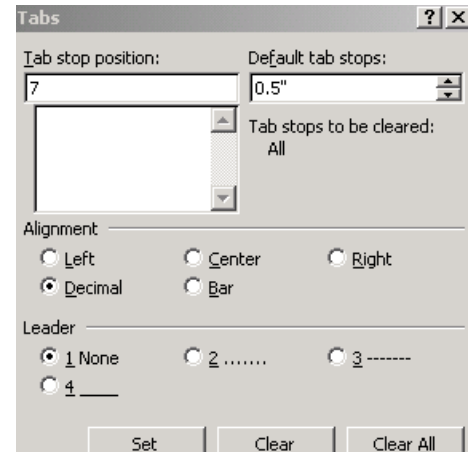 Tabs
Tab stop position: Default tab stops:
7 0.5"
Tab stops to be cleared:
All
Alignment
Left Center Right
Decimal Bar
Leader
1 None 2 ....... 3 -------
4 ____
Set Clear Clear All